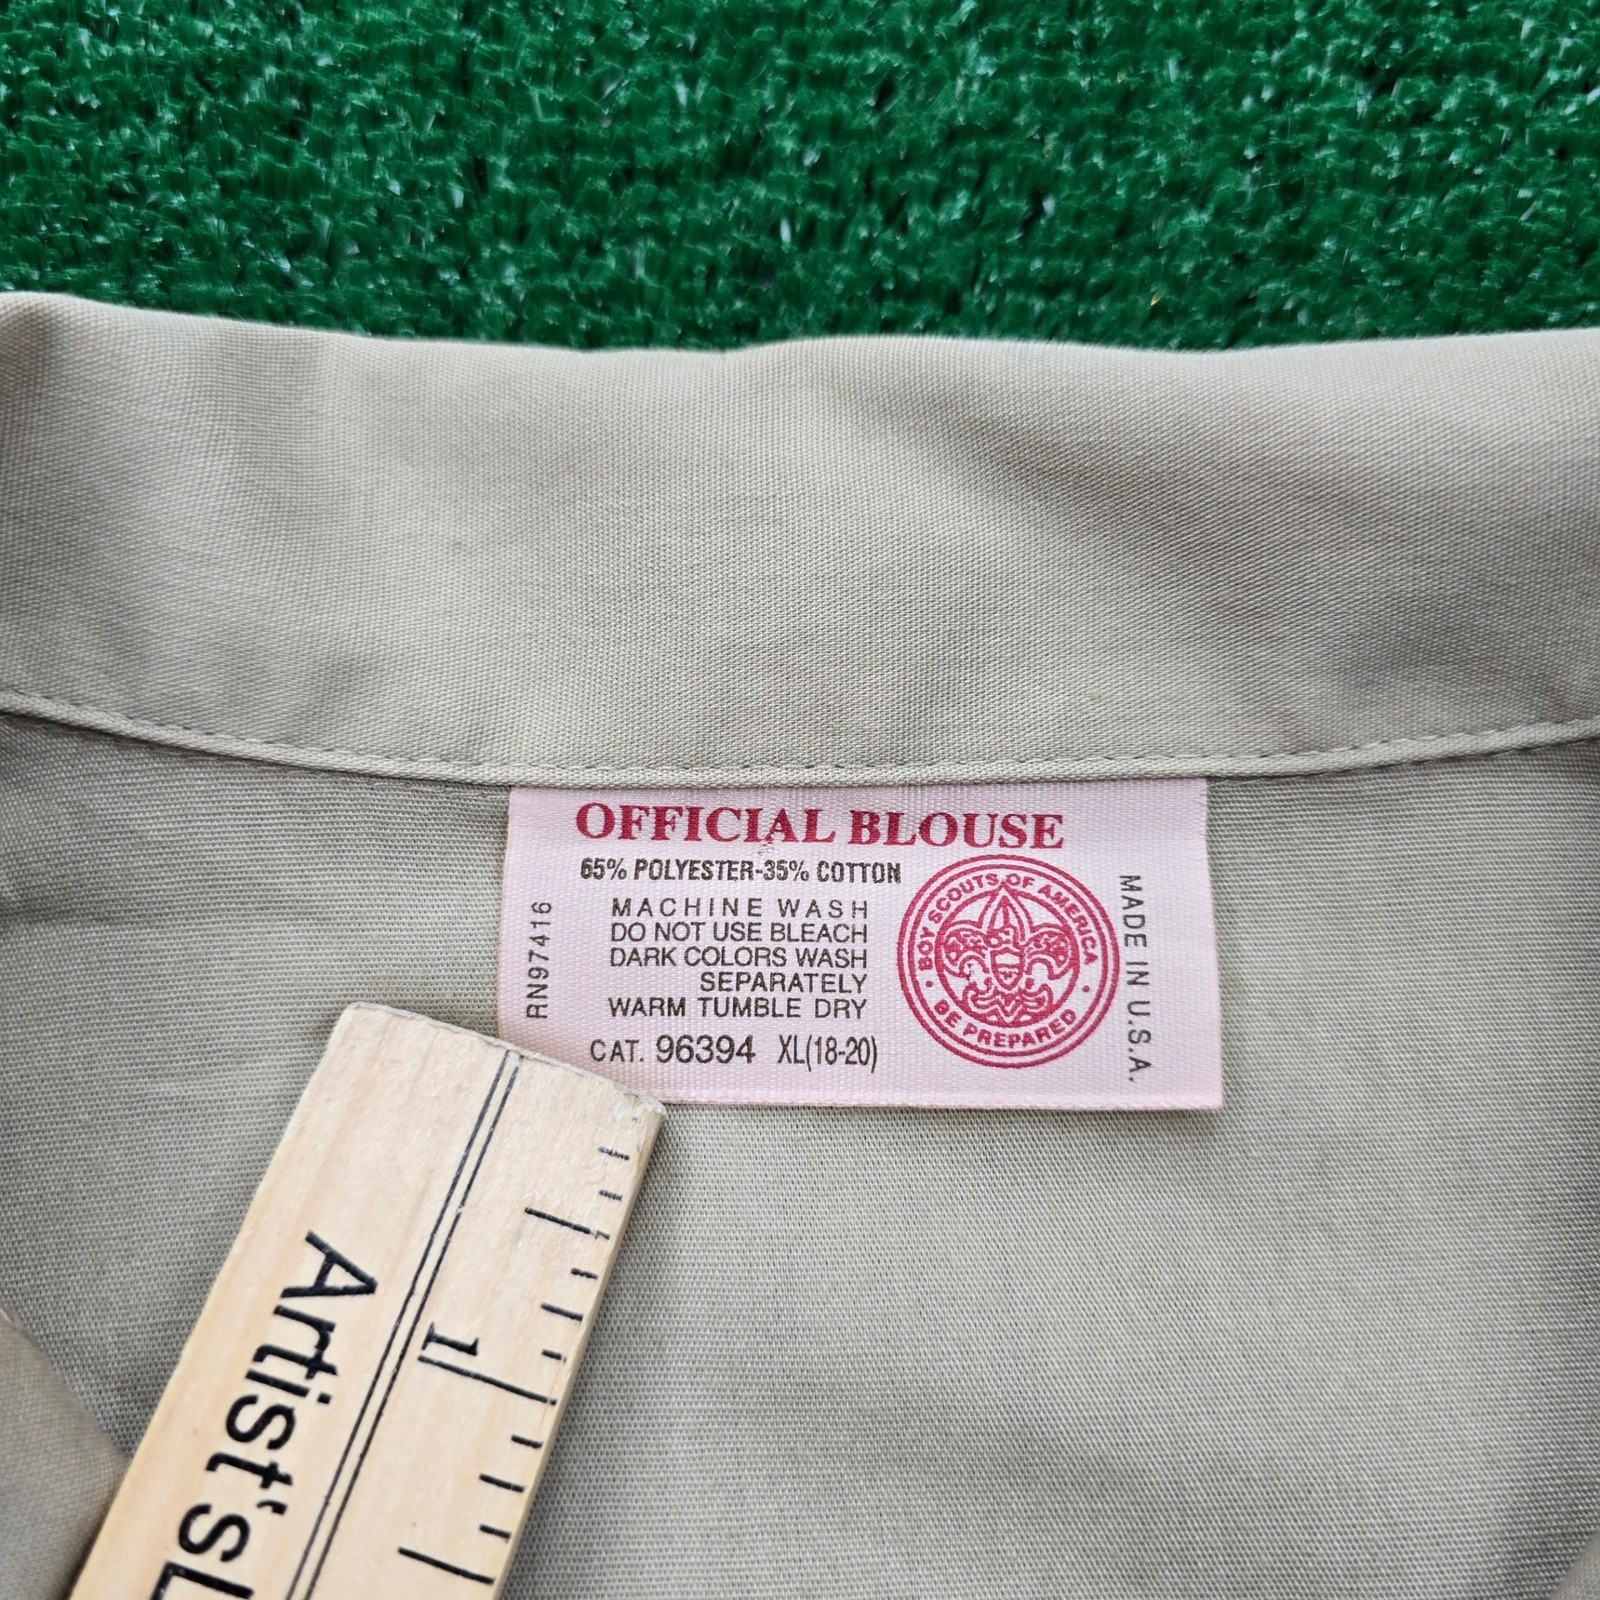 OFFICIAL BLOUSE
65% POLYESTER-35% COTTON
MACHINE WASH
DO NOT USE BLEACH
DARK COLORS WASH
SEPARATELY
WARM TUMBLE DRY
CAT. 96394 XL(18-20)
RN97416
BOY SCOUTS OF AMERICA
BE PREPARED
MADE IN U.S.A.
1
Artist's